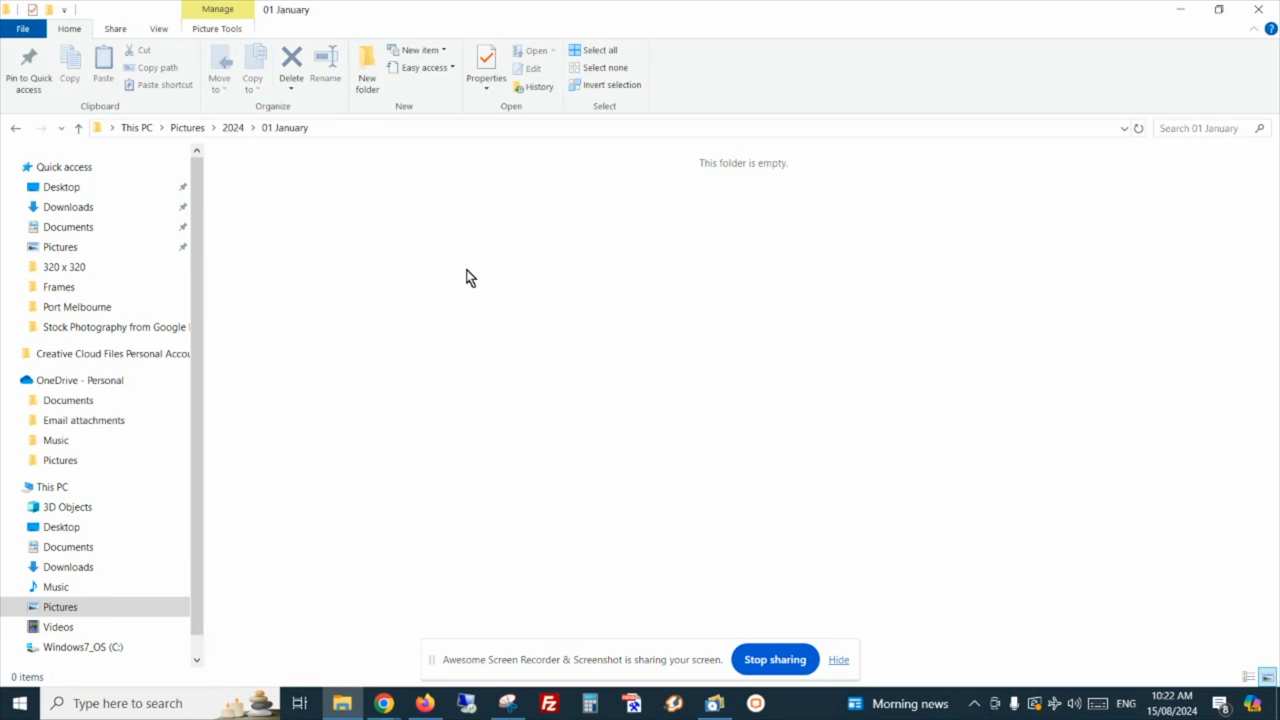 Manage
01 January
File
Home
Share
View
Picture Tools
Pin to Quick access
Copy
Paste
Cut
Copy path
Paste shortcut
Clipboard
Move to
Copy to
Delete
Rename
Organize
New folder
New item
Easy access
New
Properties
Open
Edit
History
Open
Select all
Select none
Invert selection
Select
This PC > Pictures > 2024 > 01 January
Search 01 January
This folder is empty.
Quick access
Desktop
Downloads
Documents
Pictures
320 x 320
Frames
Port Melbourne
Stock Photography from Google
Creative Cloud Files Personal Accou
OneDrive - Personal
Documents
Email attachments
Music
Pictures
This PC
3D Objects
Desktop
Documents
Downloads
Music
Pictures
Videos
Windows7_OS (C:)
Awesome Screen Recorder & Screenshot is sharing your screen.
Stop sharing
Hide
0 items
Type here to search
Morning news
ENG
10:22 AM
15/08/2024
8